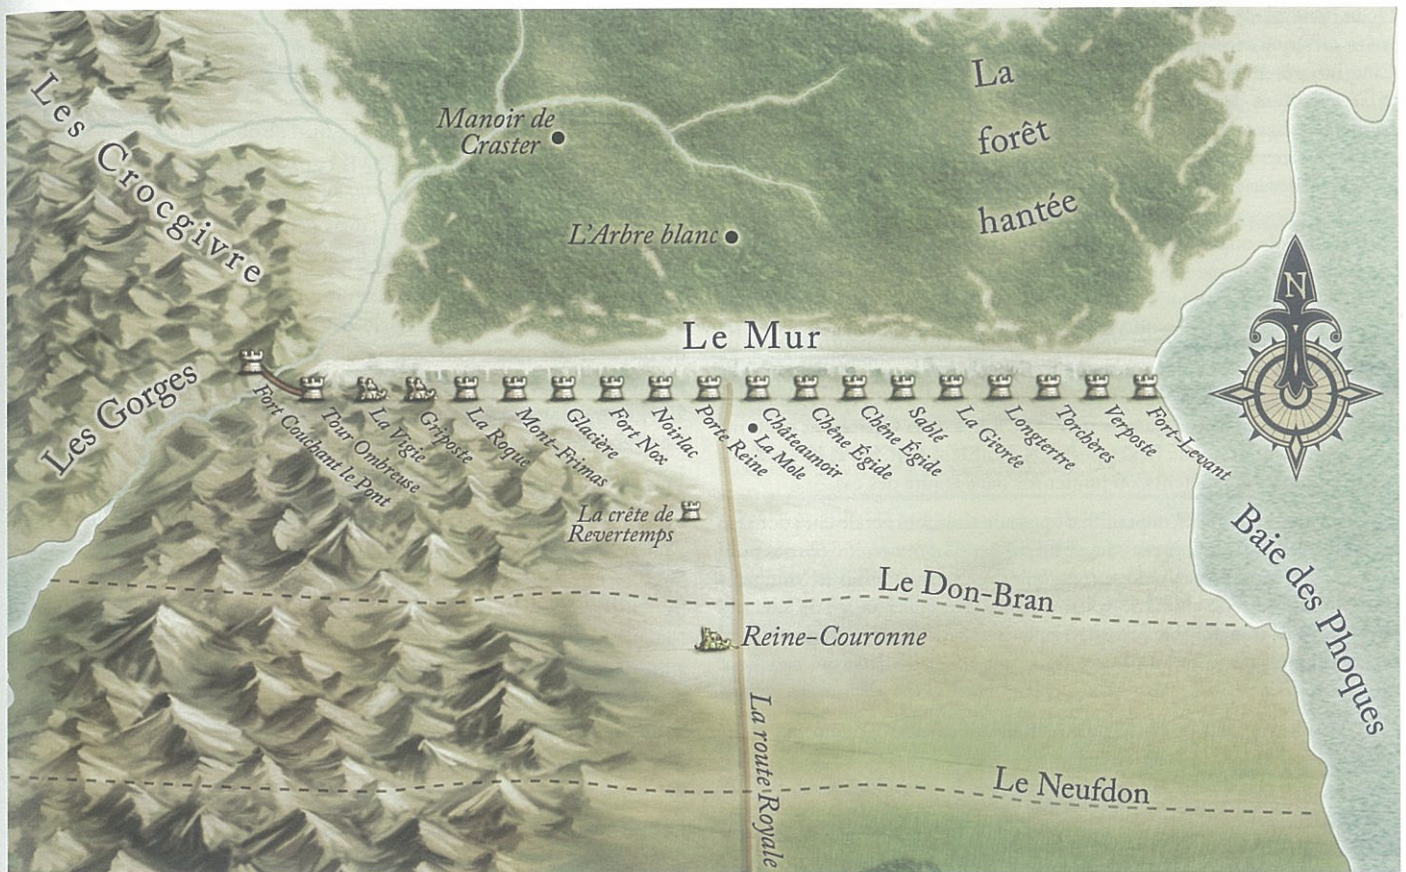 Les Crocgivre
Manoir de
Craster
La
forêt
hantée
L'Arbre blanc
N
Le Mur
Les Gorges
Fort Couchant le Pont
Tour Ombreuse
La Vigie
Griposte
La Roque
Mont-Frimas
Glacière
Fort Nox
Noirlac
Porte Reine
La Mole
Châteaunoir
Chêne Égide
Chêne Égide
Sablé
La Givrée
Longtertre
Torchères
Verposte
Fort-Levant
La crête de
Revertemps
Baie des Phoques
Le Don-Bran
Reine-Couronne
La route Royale
Le Neufdon